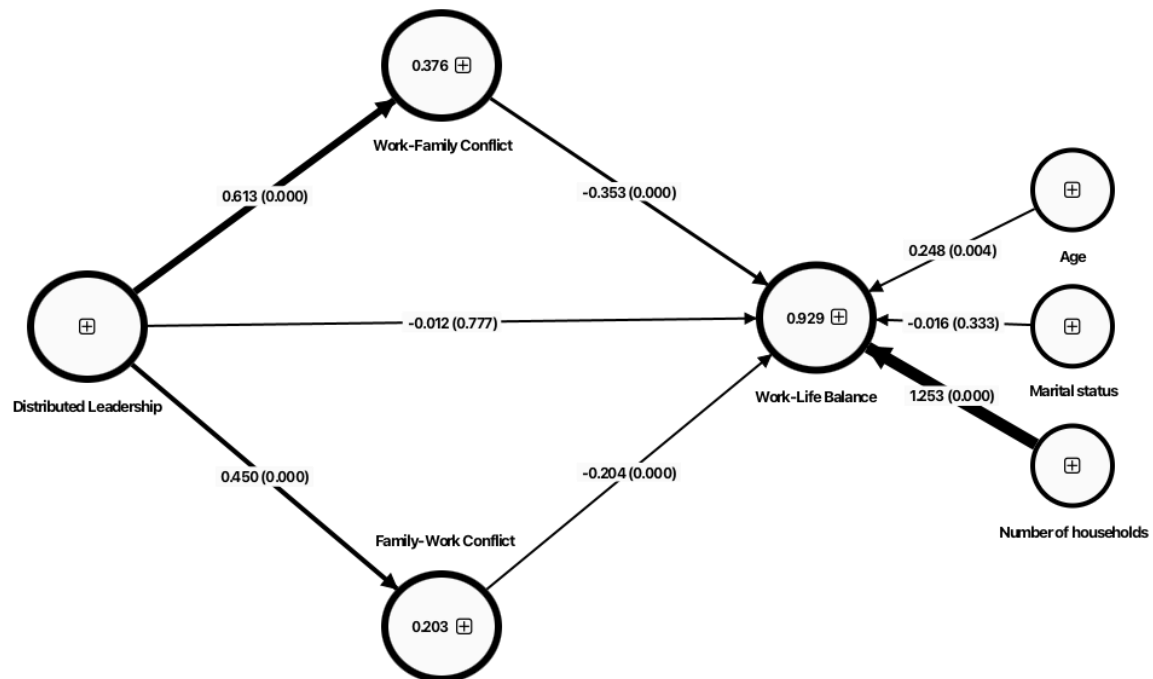 0.376
Work-Family Conflict
0.613 (0.000)
-0.353 (0.000)
0.248 (0.004)
Age
-0.012 (0.777)
0.929
-0.016 (0.333)
Distributed Leadership
Work-Life Balance
Marital status
1.253 (0.000)
0.450 (0.000)
-0.204 (0.000)
Number of households
Family-Work Conflict
0.203